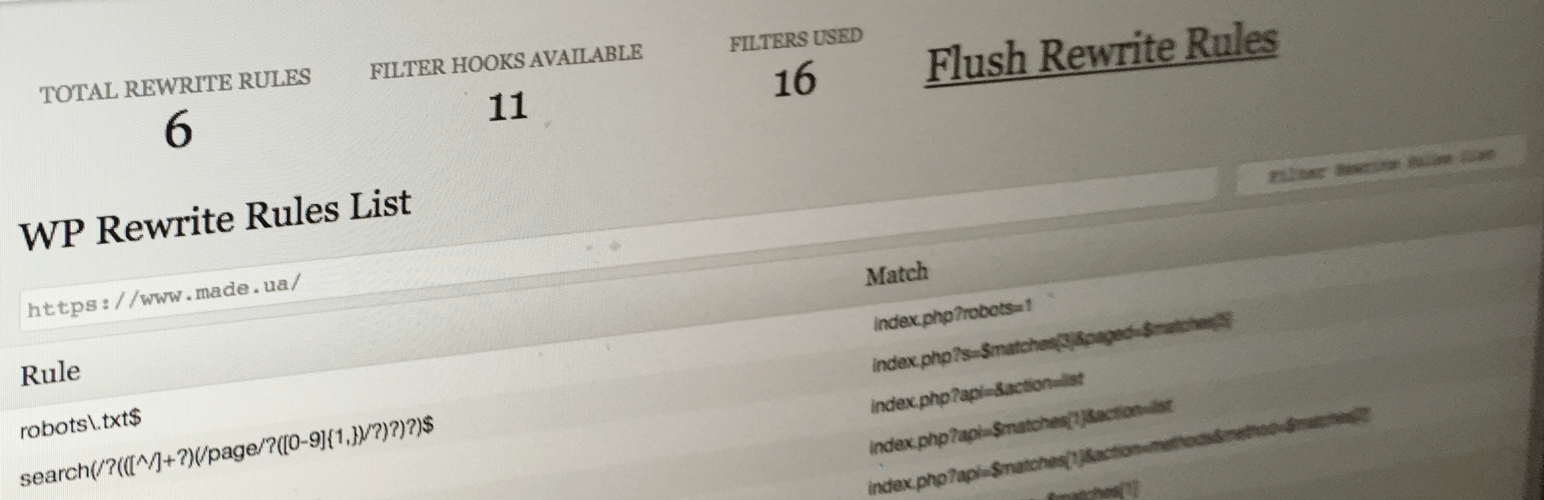 TOTAL REWRITE RULES
6
FILTER HOOKS AVAILABLE
11
FILTERS USED
16
Flush Rewrite Rules
WP Rewrite Rules List
https://www.made.ua/
Filter Rewrite Rules List
Rule
Match
robots\.txt$
index.php?robots=1
search(/?(([^/]+?)(/page/?([0-9]{1,})/?)?)?)$
index.php?s=$matches[3]&paged=$matches[5]
index.php?api=&action=list
index.php?api=$matches[1]&action=list
index.php?api=$matches[1]&action=methods&method=$matches[2]
$matches[1]